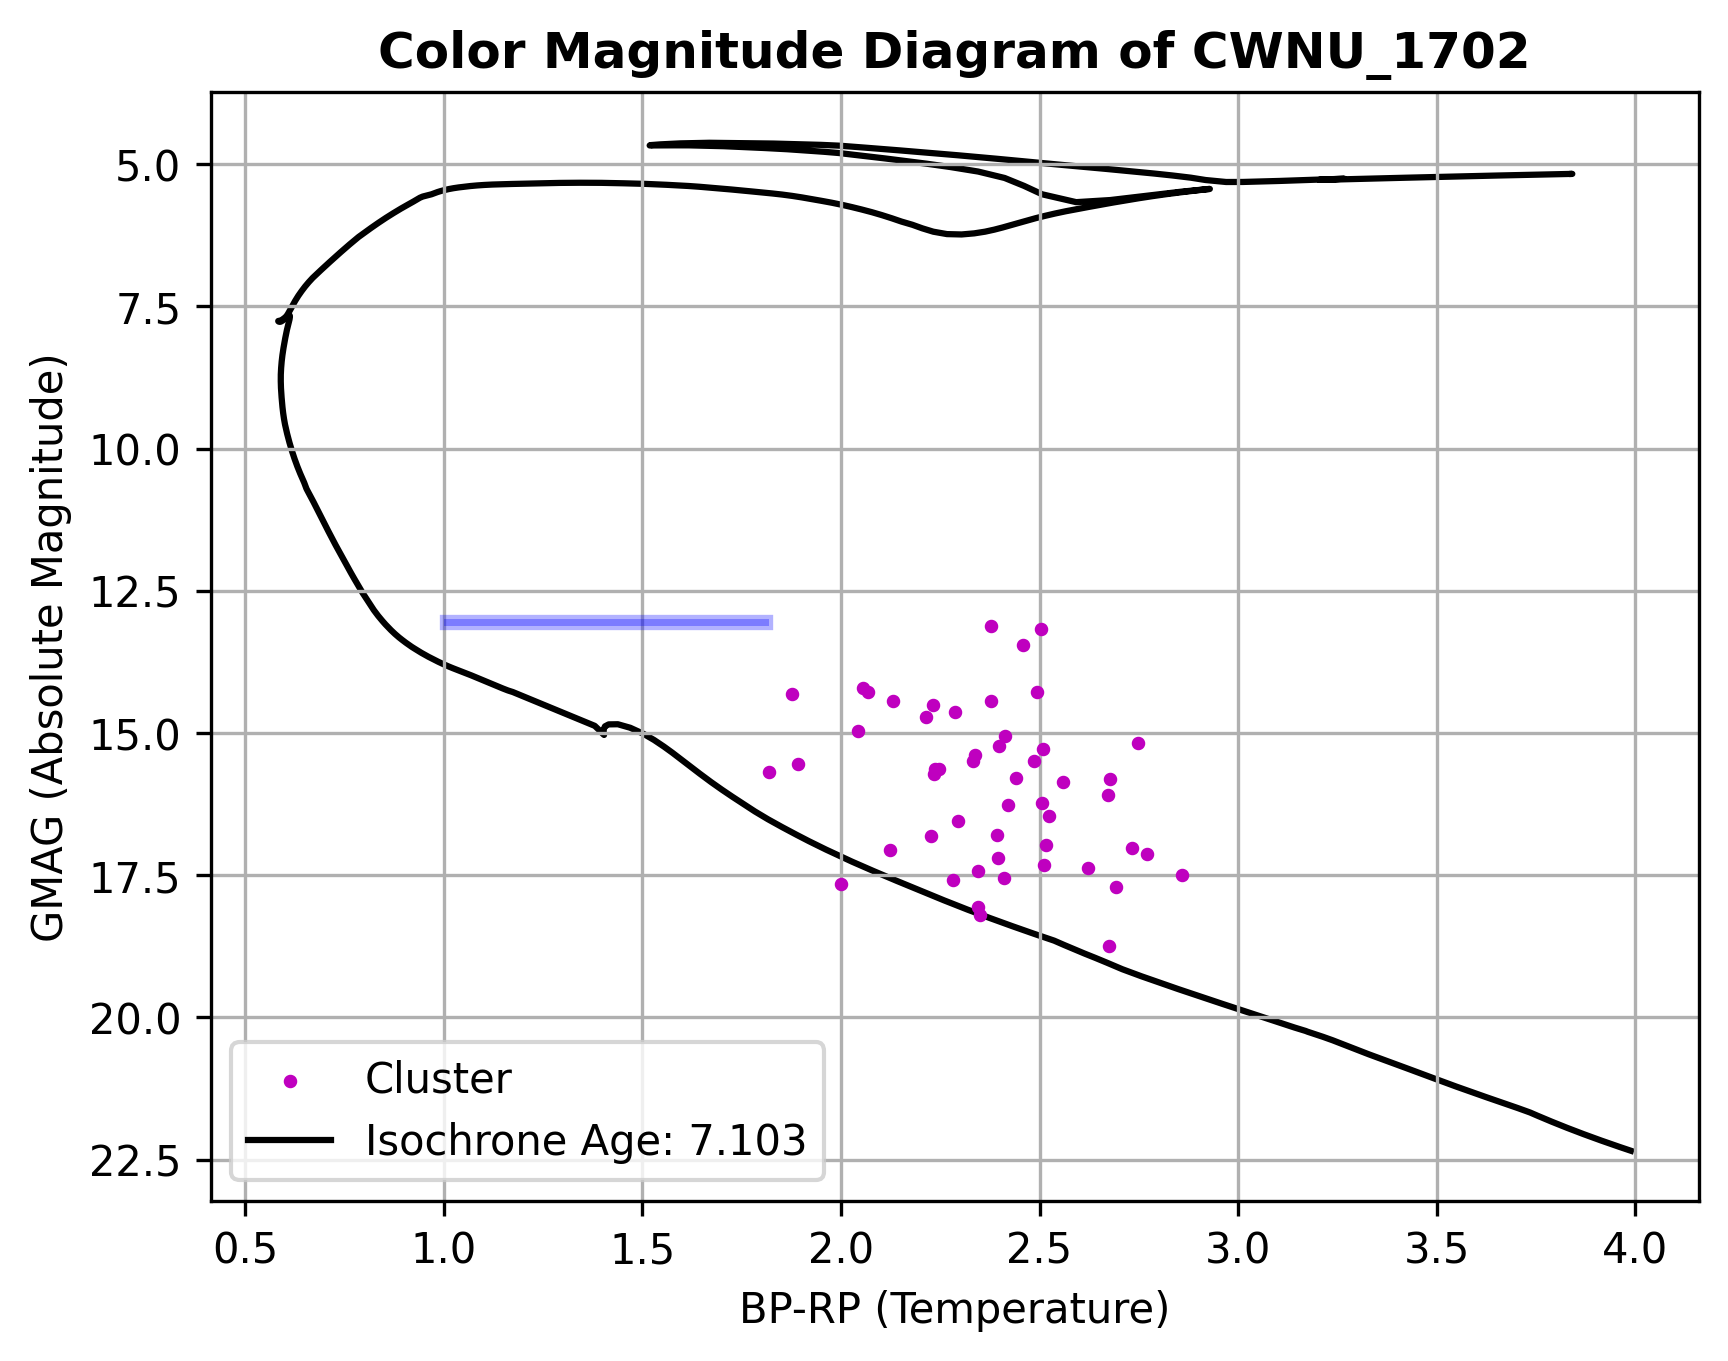 Color Magnitude Diagram of CWNU_1702
GMAG (Absolute Magnitude)
5.0
7.5
10.0
12.5
15.0
17.5
20.0
22.5
Cluster
Isochrone Age: 7.103
0.5 1.0 1.5 2.0 2.5 3.0 3.5 4.0
BP-RP (Temperature)